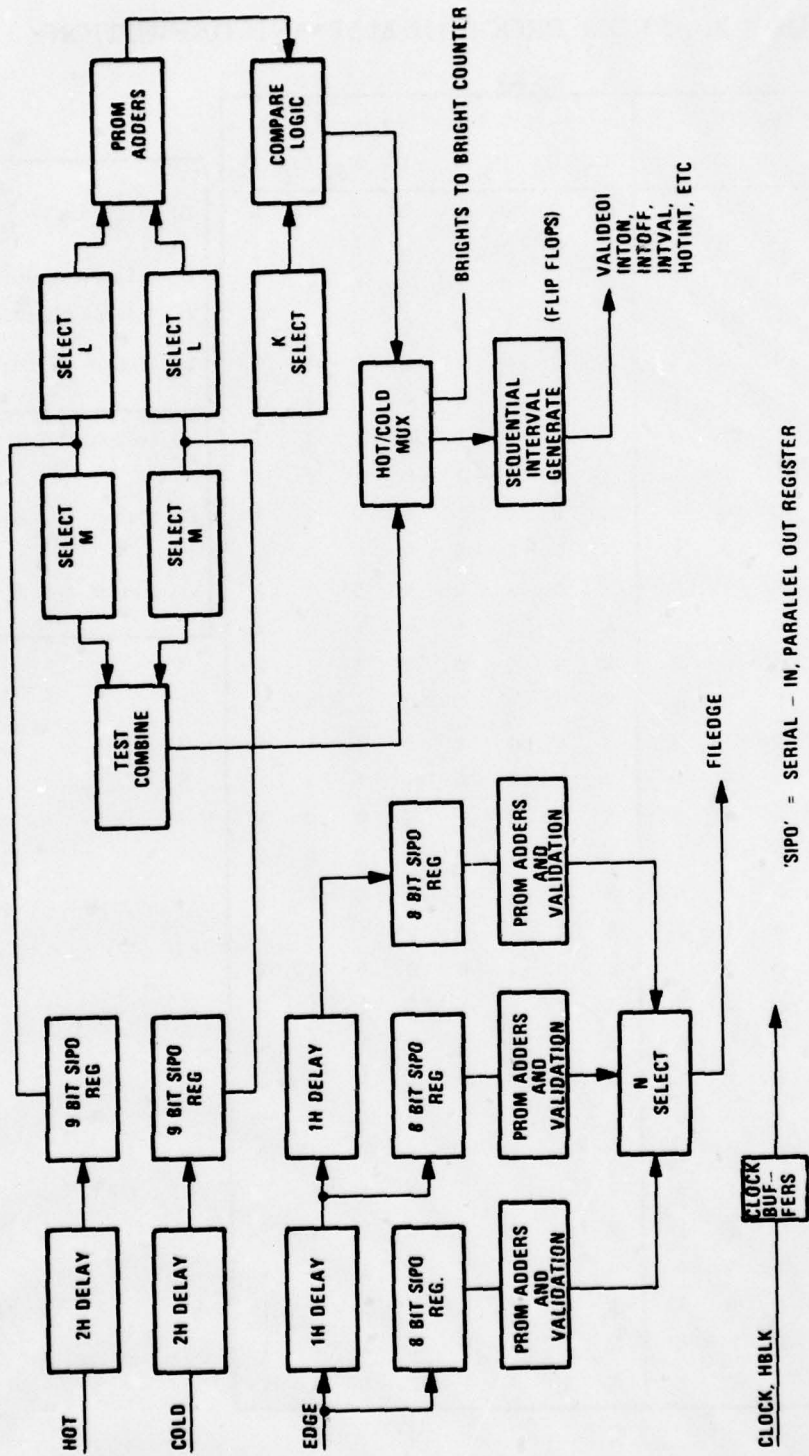 HOT
2H DELAY
9 BIT SIPO
REG
COLD
2H DELAY
9 BIT SIPO
REG
SELECT
M
SELECT
L
SELECT
M
SELECT
L
TEST
COMBINE
PROM
ADDERS
K
SELECT
COMPARE
LOGIC
HOT/COLD
MUX
BRIGHTS TO BRIGHT COUNTER
SEQUENTIAL
INTERVAL
GENERATE
(FLIP FLOPS)
VALIDEOI
INTON,
INTOFF,
INTVAL,
HOTINT, ETC
EDGE
1H DELAY
1H DELAY
8 BIT SIPO
REG.
8 BIT SIPO
REG
8 BIT SIPO
REG
PROM ADDERS
AND
VALIDATION
PROM ADDERS
AND
VALIDATION
PROM ADDERS
AND
VALIDATION
N
SELECT
FILEDGE
CLOCK, HBLK
CLOCK
BUF-
FERS
'SIPO' = SERIAL - IN, PARALLEL OUT REGISTER